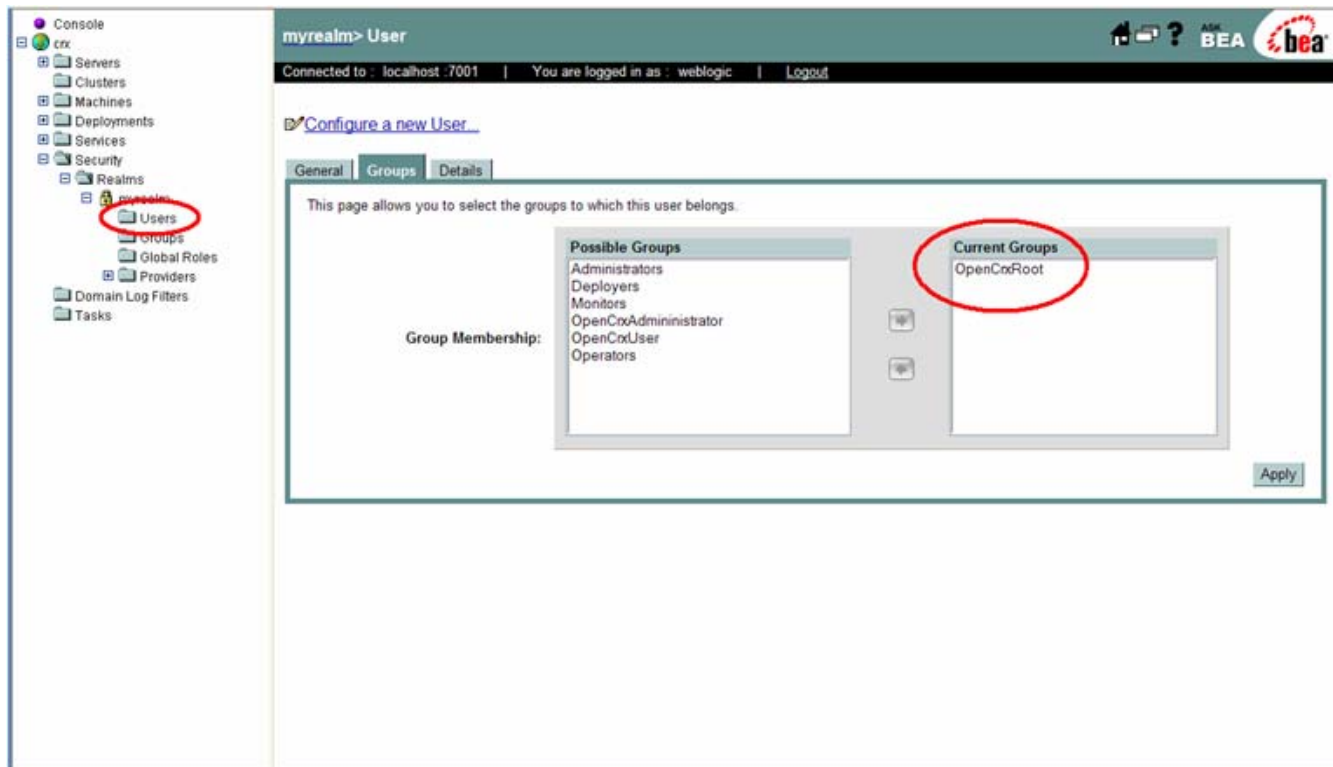 Console
crx
Servers
Clusters
Machines
Deployments
Services
Security
Realms
myrealm
Users
Groups
Global Roles
Providers
Domain Log Filters
Tasks
myrealm> User
? ASK BEA bea
Connected to : localhost :7001 | You are logged in as : weblogic | Logout
Configure a new User...
General Groups Details
This page allows you to select the groups to which this user belongs.
Group Membership:
Possible Groups
Administrators
Deployers
Monitors
OpenCrxAdmininistrator
OpenCrxUser
Operators
Current Groups
OpenCrxRoot
Apply